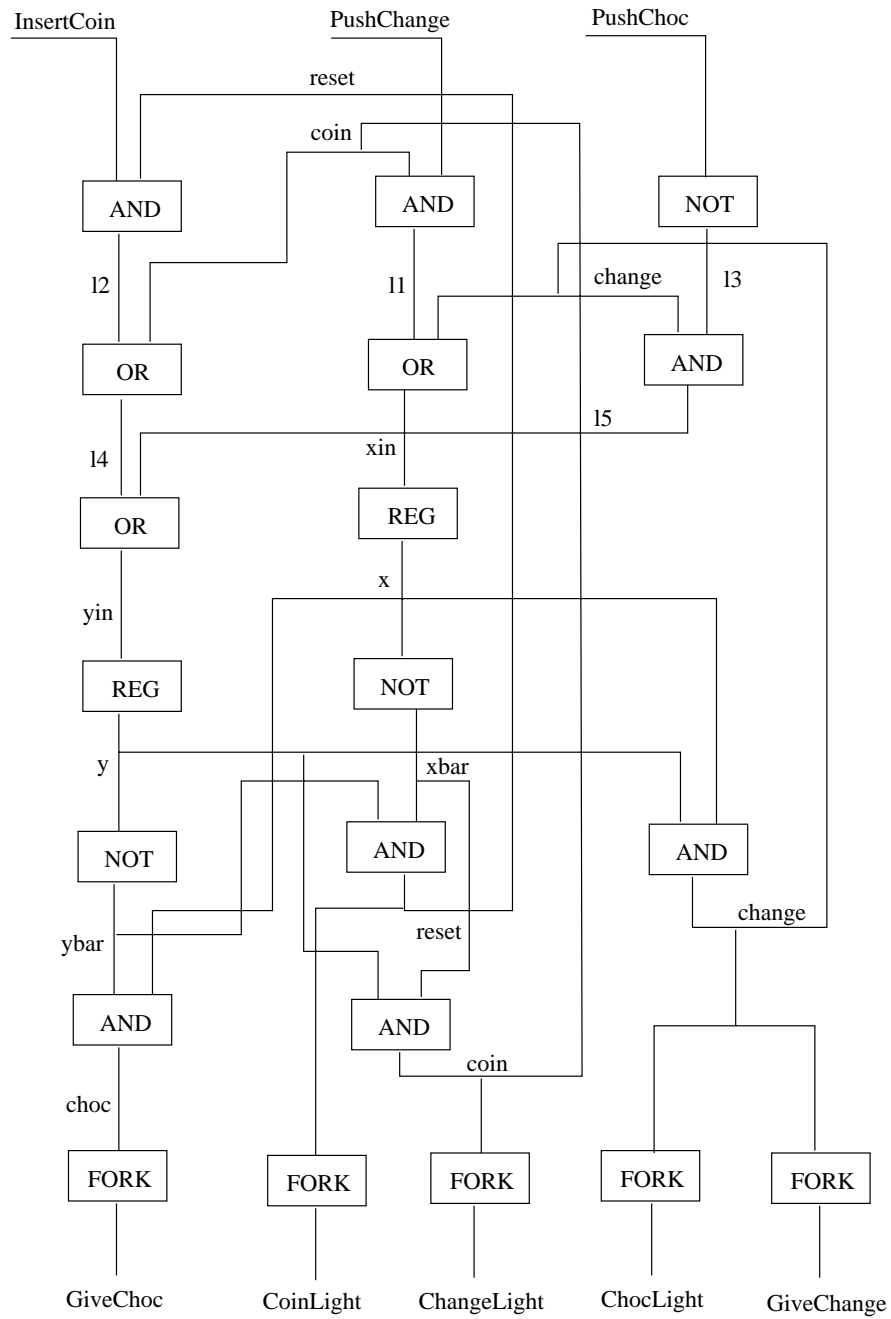 InsertCoin
PushChange
PushChoc
reset
coin
AND
AND
NOT
l2
l1
change
l3
OR
OR
AND
l4
xin
l5
OR
REG
yin
x
REG
NOT
y
xbar
NOT
AND
AND
ybar
reset
change
AND
AND
choc
coin
FORK
FORK
FORK
FORK
FORK
GiveChoc
CoinLight
ChangeLight
ChocLight
GiveChange